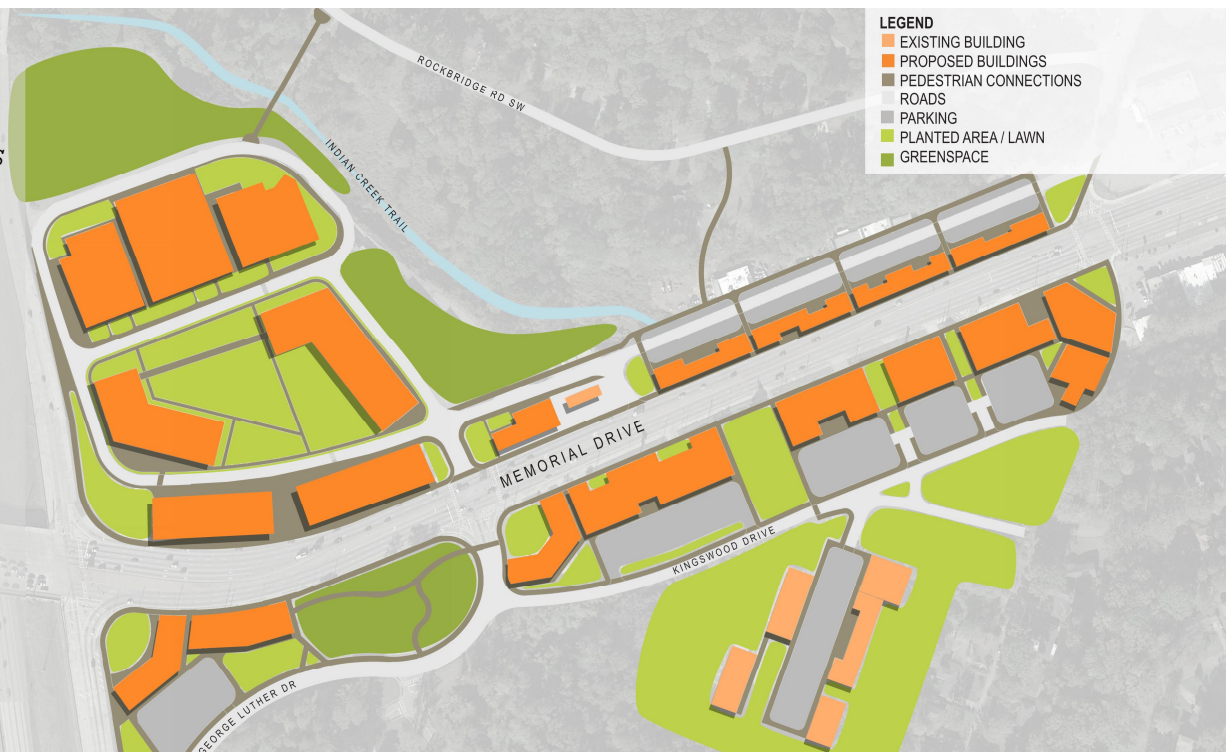 LEGEND
EXISTING BUILDING
PROPOSED BUILDINGS
PEDESTRIAN CONNECTIONS
ROADS
PARKING
PLANTED AREA / LAWN
GREENSPACE
ROCKBRIDGE RD SW
INDIAN CREEK TRAIL
MEMORIAL DRIVE
KINGSWOOD DRIVE
GEORGE LUTHER DR